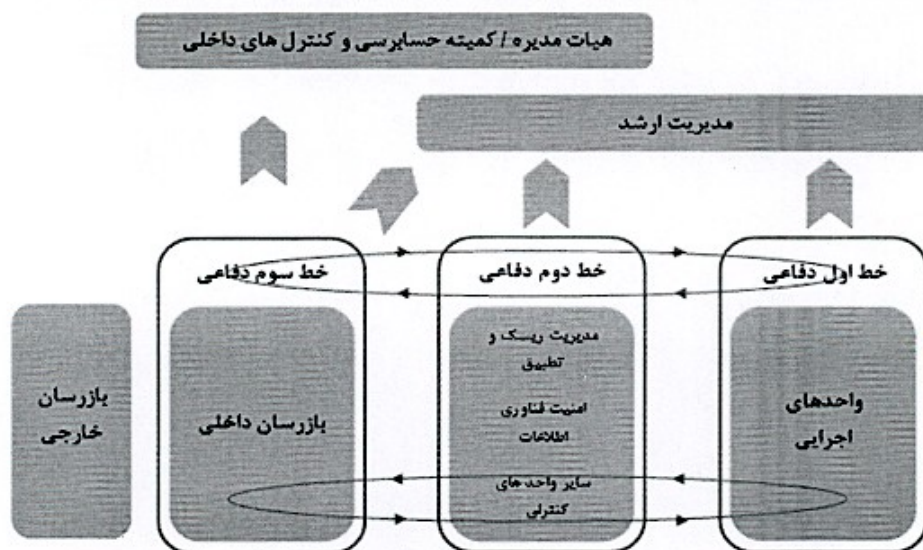 هیات مدیره / کمیته حسابرسی و کنترل های داخلی
مدیریت ارشد
خط اول دفاعی
خط دوم دفاعی
خط سوم دفاعی
واحدهای
اجرایی
مدیریت ریسک و
تطبیق
امنیت فناوری
اطلاعات
سایر واحدهای
کنترلی
بازرسان داخلی
بازرسان
خارجی